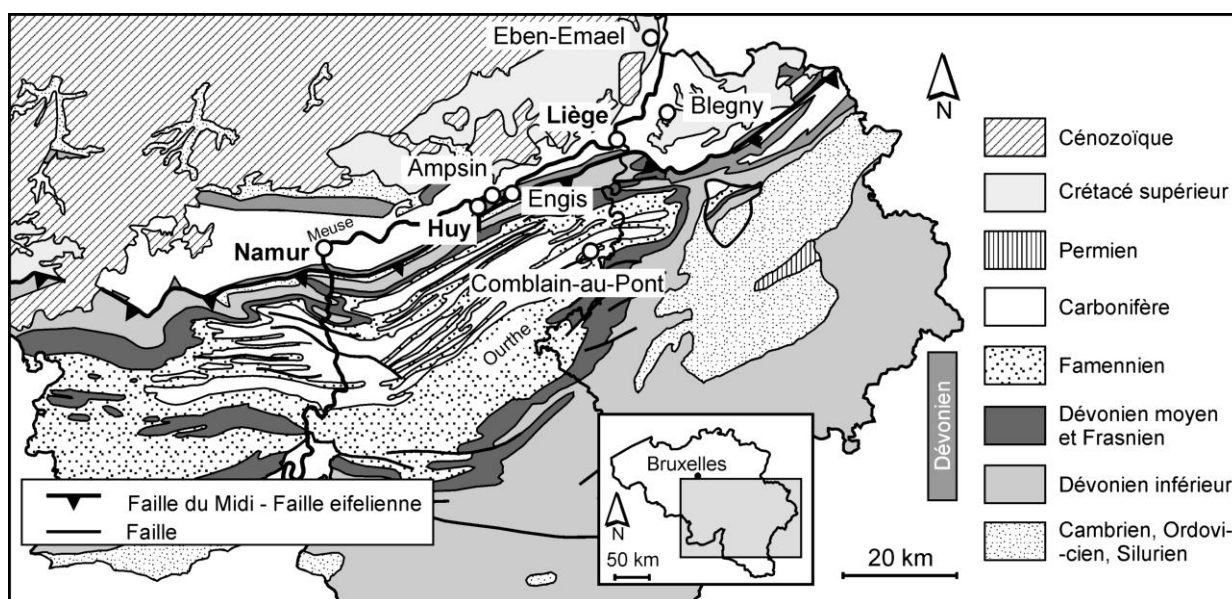 Eben-Emael
Blegny
Liège
Ampsin
Engis
Huy
Meuse
Namur
Comblain-au-Pont
Ourthe
N
Cénozoïque
Crétacé supérieur
Permien
Carbonifère
Famennien
Dévonien moyen
et Frasnien
Dévonien inférieur
Cambrien, Ordovi-
-cien, Silurien
Dévonien
Faille du Midi - Faille eifelienne
Faille
Bruxelles
N
50 km
20 km